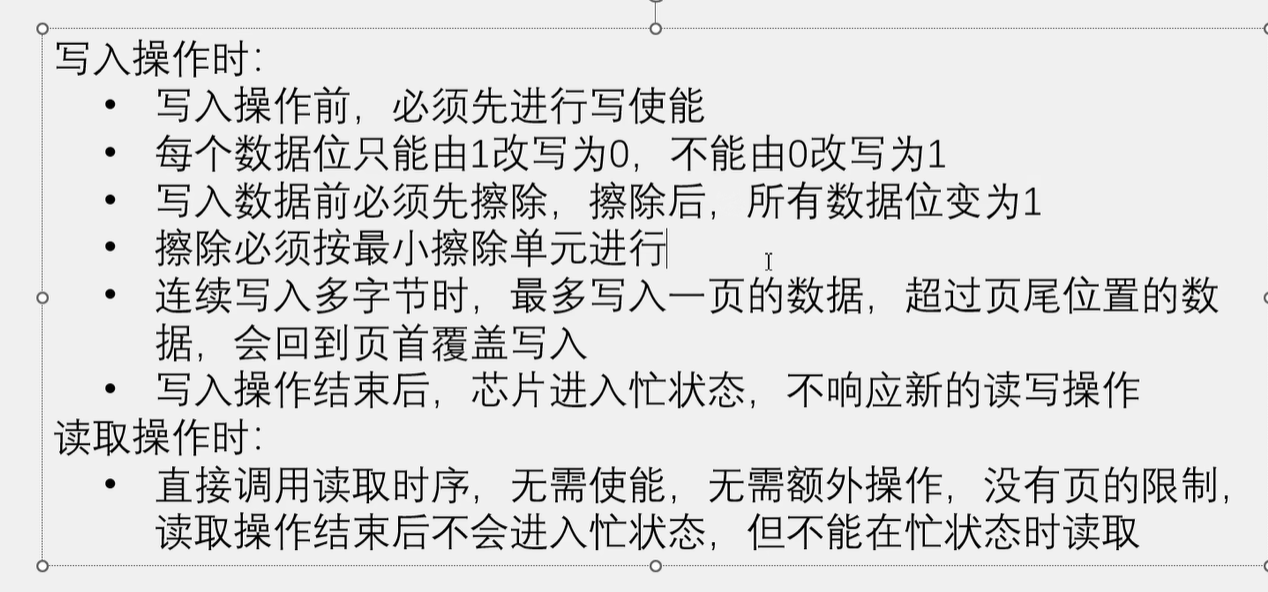 写入操作时:
• 写入操作前，必须先进行写使能
• 每个数据位只能由1改写为0，不能由0改写为1
• 写入数据前必须先擦除，擦除后，所有数据位变为1
• 擦除必须按最小擦除单元进行
• 连续写入多字节时，最多写入一页的数据，超过页尾位置的数
据，会回到页首覆盖写入
• 写入操作结束后，芯片进入忙状态，不响应新的读写操作
读取操作时:
• 直接调用读取时序，无需使能，无需额外操作，没有页的限制，
读取操作结束后不会进入忙状态，但不能在忙状态时读取